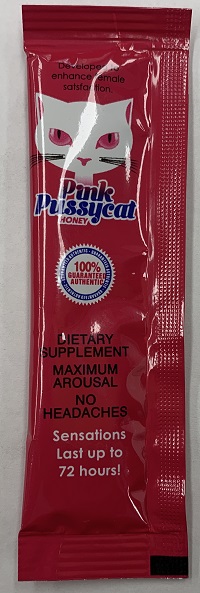 Developed to
enhance female
satsfaction.
Pink
Pussycat
HONEY
100%
GUARANTEED
AUTHENTIC
DIETARY
SUPPLEMENT
MAXIMUM
AROUSAL
NO
HEADACHES
Sensations
Last up to
72 hours!